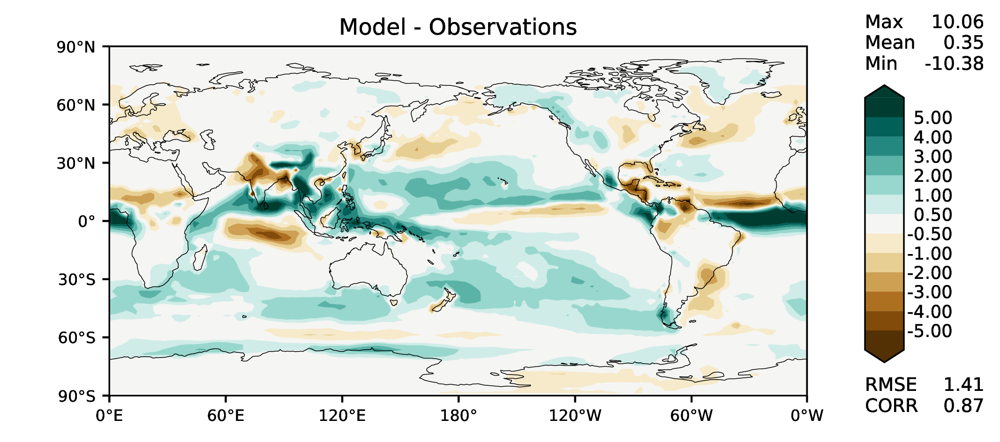 Model - Observations
Max 10.06
Mean 0.35
Min -10.38
90°N
60°N
30°N
0°
30°S
60°S
90°S
0°E 60°E 120°E 180° 120°W 60°W 0°W
5.00
4.00
3.00
2.00
1.00
0.50
-0.50
-1.00
-2.00
-3.00
-4.00
-5.00
RMSE 1.41
CORR 0.87